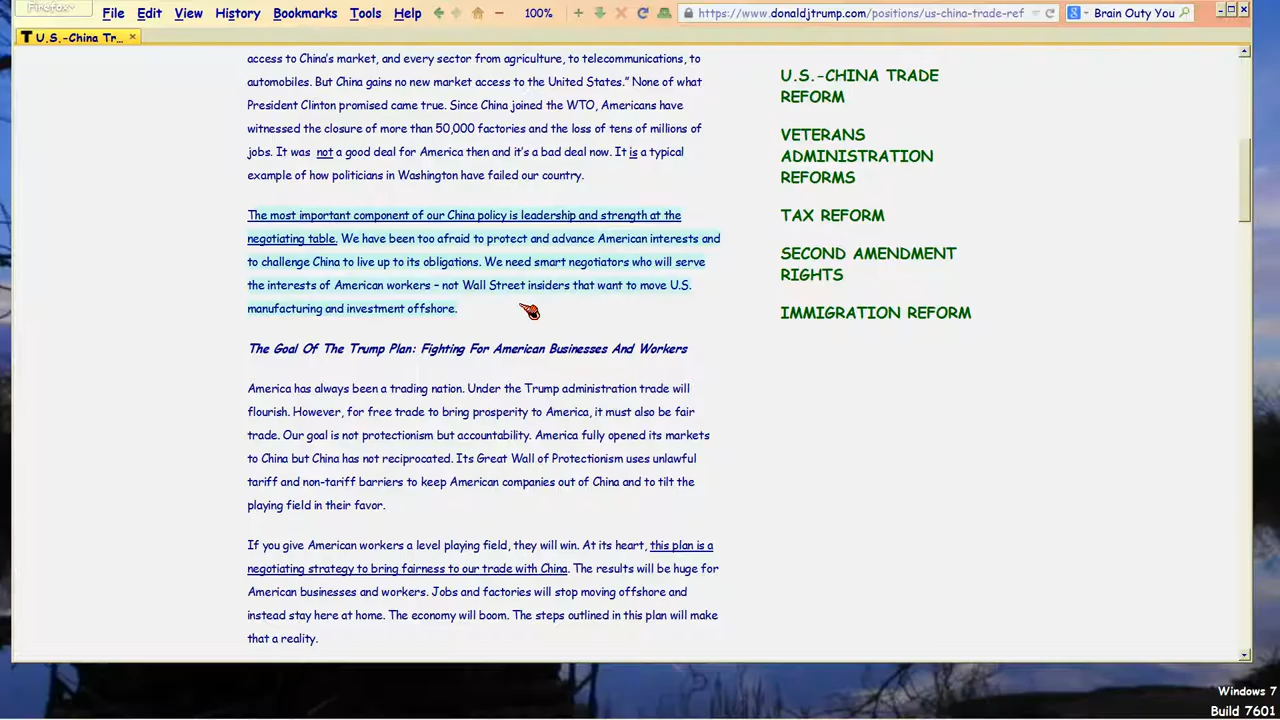 Firefox
File Edit View History Bookmarks Tools Help 100% https://www.donaldjtrump.com/positions/us-china-trade-ref Brain Outy You
U.S.-China Tr...
access to China's market, and every sector from agriculture, to telecommunications, to
automobiles. But China gains no new market access to the United States." None of what
President Clinton promised came true. Since China joined the WTO, Americans have
witnessed the closure of more than 50,000 factories and the loss of tens of millions of
jobs. It was not a good deal for America then and it's a bad deal now. It is a typical
example of how politicians in Washington have failed our country.
The most important component of our China policy is leadership and strength at the
negotiating table. We have been too afraid to protect and advance American interests and
to challenge China to live up to its obligations. We need smart negotiators who will serve
the interests of American workers – not Wall Street insiders that want to move U.S.
manufacturing and investment offshore.
The Goal Of The Trump Plan: Fighting For American Businesses And Workers
America has always been a trading nation. Under the Trump administration trade will
flourish. However, for free trade to bring prosperity to America, it must also be fair
trade. Our goal is not protectionism but accountability. America fully opened its markets
to China but China has not reciprocated. Its Great Wall of Protectionism uses unlawful
tariff and non-tariff barriers to keep American companies out of China and to tilt the
playing field in their favor.
If you give American workers a level playing field, they will win. At its heart, this plan is a
negotiating strategy to bring fairness to our trade with China. The results will be huge for
American businesses and workers. Jobs and factories will stop moving offshore and
instead stay here at home. The economy will boom. The steps outlined in this plan will make
that a reality.
U.S.-CHINA TRADE
REFORM
VETERANS
ADMINISTRATION
REFORMS
TAX REFORM
SECOND AMENDMENT
RIGHTS
IMMIGRATION REFORM
Windows 7
Build 7601